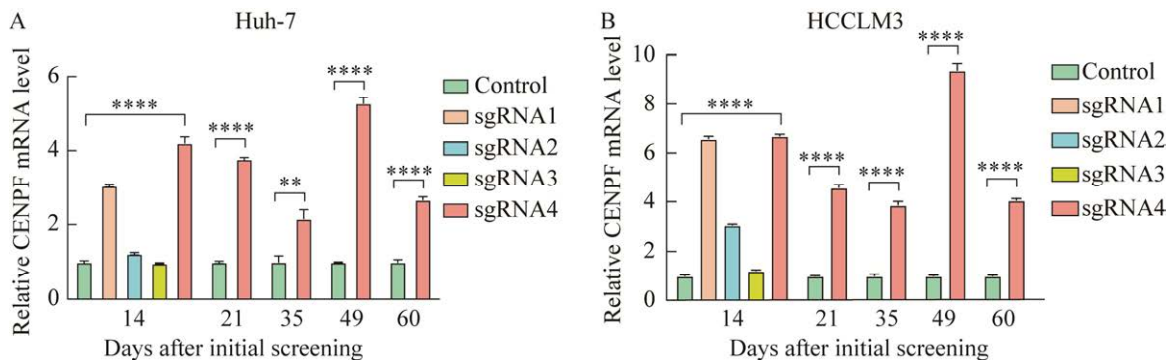 A
Huh-7
Relative CENPF mRNA level
6
4
2
0
****
****
**
****
****
14 21 35 49 60
Days after initial screening
Control
sgRNA1
sgRNA2
sgRNA3
sgRNA4
B
HCCLM3
Relative CENPF mRNA level
10
8
6
4
2
0
****
****
****
****
****
14 21 35 49 60
Days after initial screening
Control
sgRNA1
sgRNA2
sgRNA3
sgRNA4